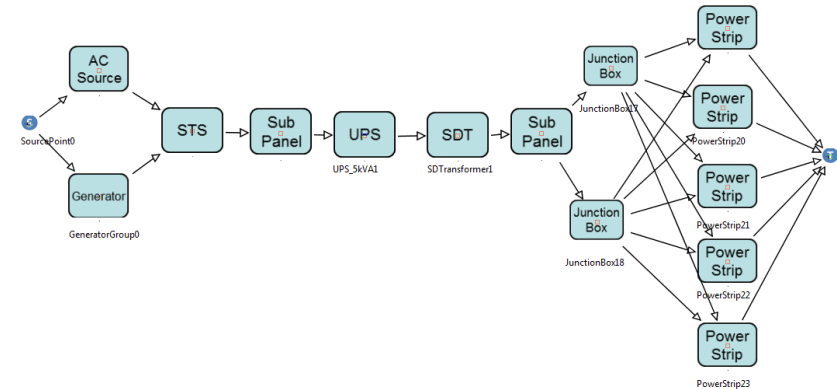 S
SourcePoint0
AC
Source
Generator
GeneratorGroup0
STS
Sub
Panel
UPS
UPS_5kVA1
SDT
SDTransformer1
Sub
Panel
Junction
Box
JunctionBox17
Junction
Box
JunctionBox18
Power
Strip
Power
Strip
PowerStrip20
Power
Strip
PowerStrip21
Power
Strip
PowerStrip22
Power
Strip
PowerStrip23
T